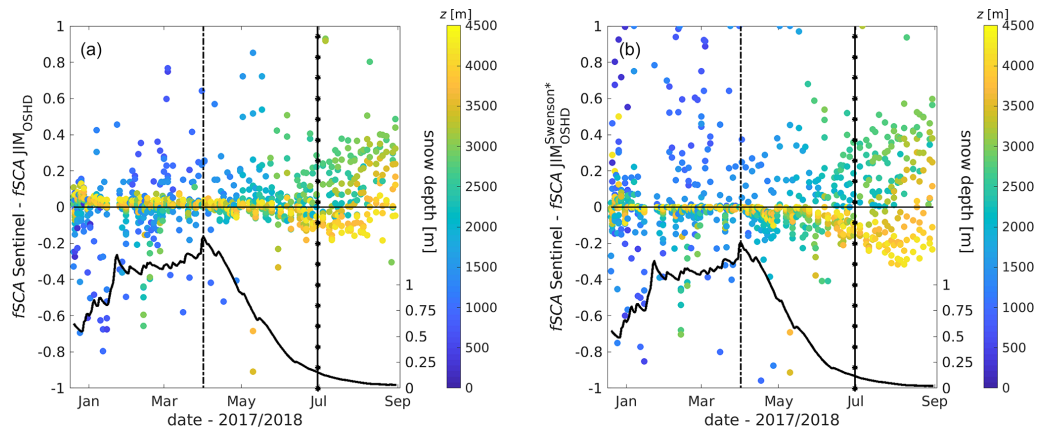 z [m]
(a)
fSCA Sentinel - fSCA JIM_OSHD
1
0.8
0.6
0.4
0.2
0
-0.2
-0.4
-0.6
-0.8
-1
Jan
Mar
May
Jul
Sep
date - 2017/2018
1
0.75
0.5
0.25
0
snow depth [m]
4500
4000
3500
3000
2500
2000
1500
1000
500
0
z [m]
(b)
fSCA Sentinel - fSCA JIM^Swenson*_OSHD
1
0.8
0.6
0.4
0.2
0
-0.2
-0.4
-0.6
-0.8
-1
Jan
Mar
May
Jul
Sep
date - 2017/2018
1
0.75
0.5
0.25
0
snow depth [m]
4500
4000
3500
3000
2500
2000
1500
1000
500
0